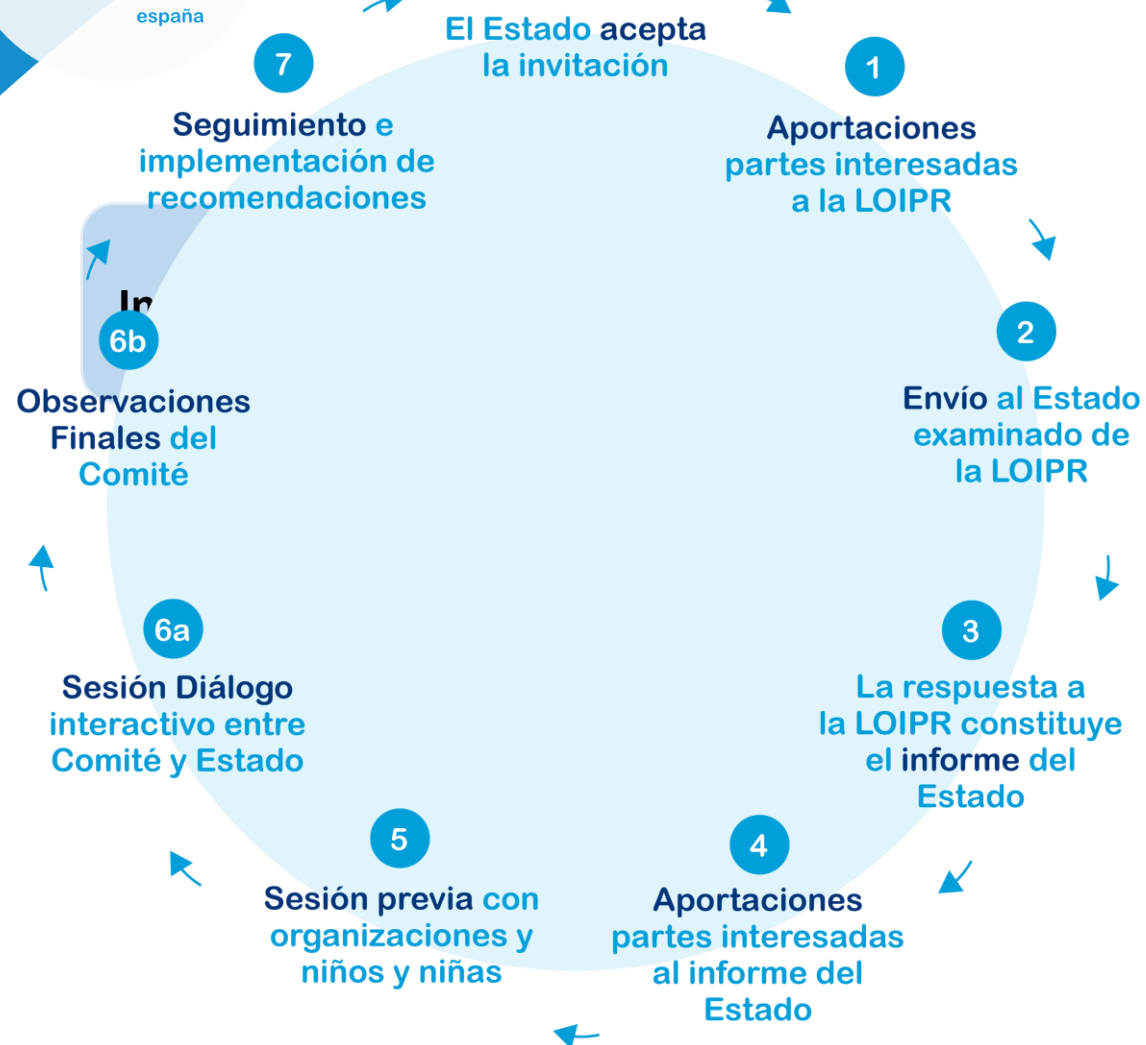 españa
El Estado acepta
la invitación
1
Aportaciones
partes interesadas
a la LOIPR
2
Envío al Estado
examinado de
la LOIPR
3
La respuesta a
la LOIPR constituye
el informe del
Estado
4
Aportaciones
partes interesadas
al informe del
Estado
5
Sesión previa con
organizaciones y
niños y niñas
6a
Sesión Diálogo
interactivo entre
Comité y Estado
6b
Observaciones
Finales del
Comité
7
Seguimiento e
implementación de
recomendaciones